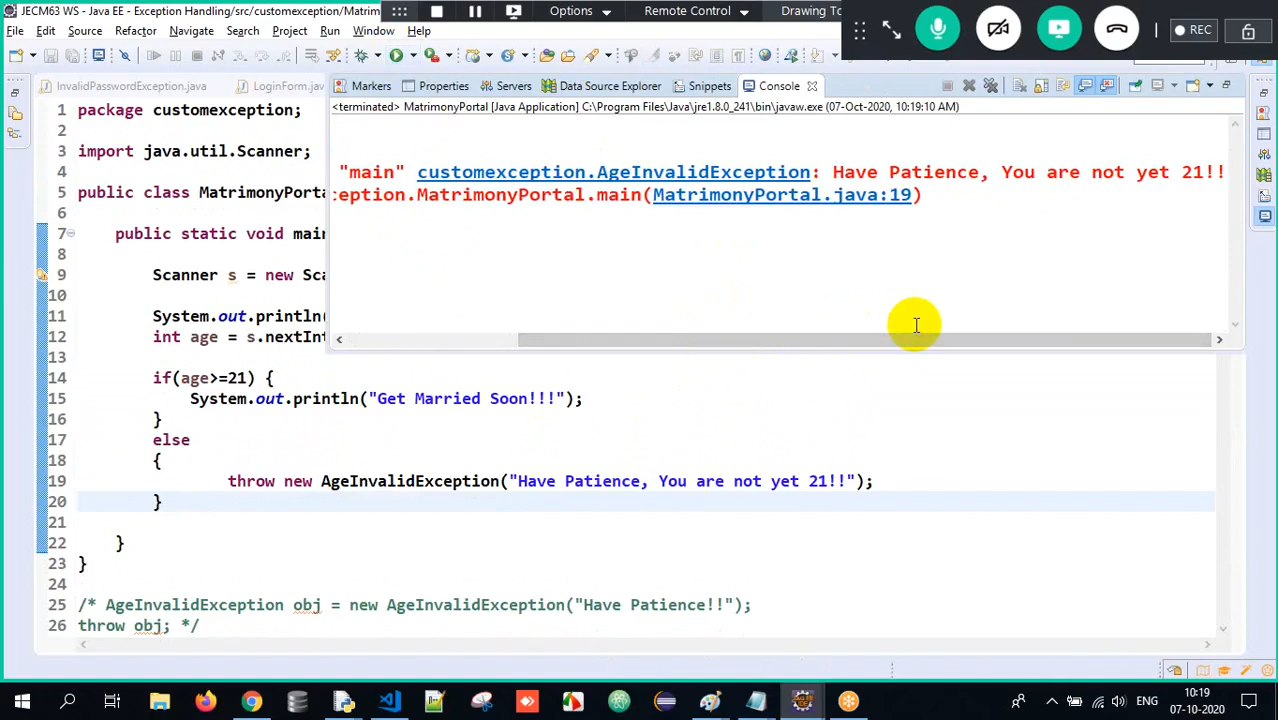 JECM63 WS - Java EE - Exception Handling/src/customexception/Matrim
Options
Remote Control
Drawing To
REC
File Edit Source Refactor Navigate Search Project Run Window Help
InvalidPasswordException.java
LoginForm.java
Markers
Properties
Servers
Data Source Explorer
Snippets
Console
<terminated> MatrimonyPortal [Java Application] C:\Program Files\Java\jre1.8.0_241\bin\javaw.exe (07-Oct-2020, 10:19:10 AM)
"main" customexception.AgeInvalidException: Have Patience, You are not yet 21!!
ception.MatrimonyPortal.main(MatrimonyPortal.java:19)
1 package customexception;
2
3 import java.util.Scanner;
4
5 public class MatrimonyPorta
6
7 public static void main
8
9 Scanner s = new Sca
10
11 System.out.println(
12 int age = s.nextInt
13
14 if(age>=21) {
15 System.out.println("Get Married Soon!!!");
16 }
17 else
18 {
19 throw new AgeInvalidException("Have Patience, You are not yet 21!!");
20 }
21
22 }
23 }
24
25 /* AgeInvalidException obj = new AgeInvalidException("Have Patience!!");
26 throw obj; */
ENG
10:19
07-10-2020